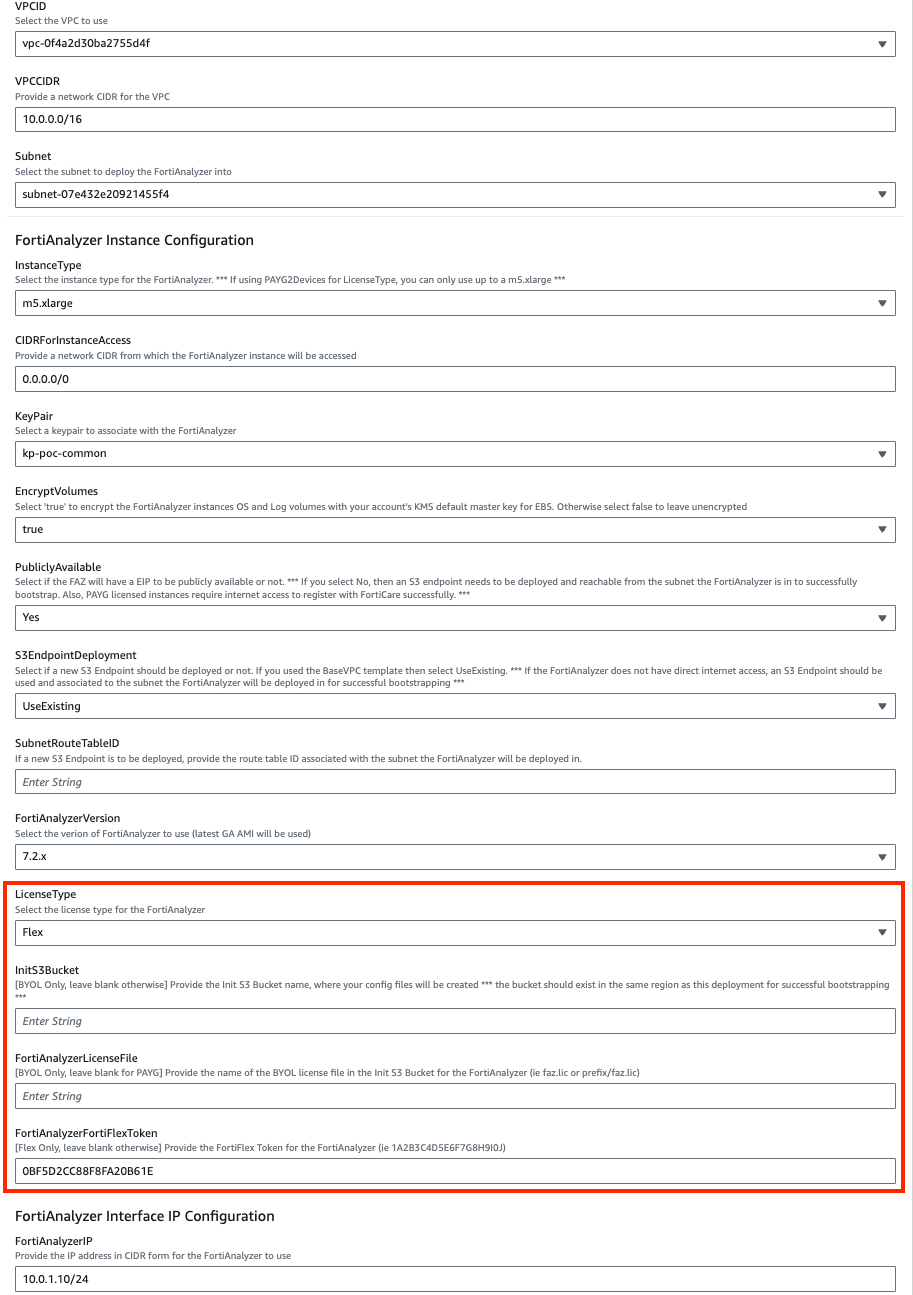 VPCID
Select the VPC to use
vpc-0f4a2d30ba2755d4f
VPCCIDR
Provide a network CIDR for the VPC
10.0.0.0/16
Subnet
Select the subnet to deploy the FortiAnalyzer into
subnet-07e432e20921455f4
FortiAnalyzer Instance Configuration
InstanceType
Select the instance type for the FortiAnalyzer. *** If using PAYG2Devices for LicenseType, you can only use up to a m5.xlarge ***
m5.xlarge
CIDRForInstanceAccess
Provide a network CIDR from which the FortiAnalyzer instance will be accessed
0.0.0.0/0
KeyPair
Select a keypair to associate with the FortiAnalyzer
kp-poc-common
EncryptVolumes
Select 'true' to encrypt the FortiAnalyzer instances OS and Log volumes with your account's KMS default master key for EBS. Otherwise select false to leave unencrypted
true
PubliclyAvailable
Select if the FAZ will have a EIP to be publicly available or not. *** If you select No, then an S3 endpoint needs to be deployed and reachable from the subnet the FortiAnalyzer is in to successfully
bootstrap. Also, PAYG licensed instances require internet access to register with FortiCare successfully. ***
Yes
S3EndpointDeployment
Select if a new S3 Endpoint should be deployed or not. If you used the BaseVPC template then select UseExisting. *** If the FortiAnalyzer does not have direct internet access, an S3 Endpoint should be
used and associated to the subnet the FortiAnalyzer will be deployed in for successful bootstrapping ***
UseExisting
SubnetRouteTableID
If a new S3 Endpoint is to be deployed, provide the route table ID associated with the subnet the FortiAnalyzer will be deployed in.
Enter String
FortiAnalyzerVersion
Select the verion of FortiAnalyzer to use (latest GA AMI will be used)
7.2.x
LicenseType
Select the license type for the FortiAnalyzer
Flex
InitS3Bucket
[BYOL Only, leave blank otherwise] Provide the Init S3 Bucket name, where your config files will be created *** the bucket should exist in the same region as this deployment for successful bootstrapping
***
Enter String
FortiAnalyzerLicenseFile
[BYOL Only, leave blank for PAYG] Provide the name of the BYOL license file in the Init S3 Bucket for the FortiAnalyzer (ie faz.lic or prefix/faz.lic)
Enter String
FortiAnalyzerFortiFlexToken
[Flex Only, leave blank otherwise] Provide the FortiFlex Token for the FortiAnalyzer (ie 1A2B3C4D5E6F7G8H9I0J)
0BF5D2CC88F8FA20B61E
FortiAnalyzer Interface IP Configuration
FortiAnalyzerIP
Provide the IP address in CIDR form for the FortiAnalyzer to use
10.0.1.10/24